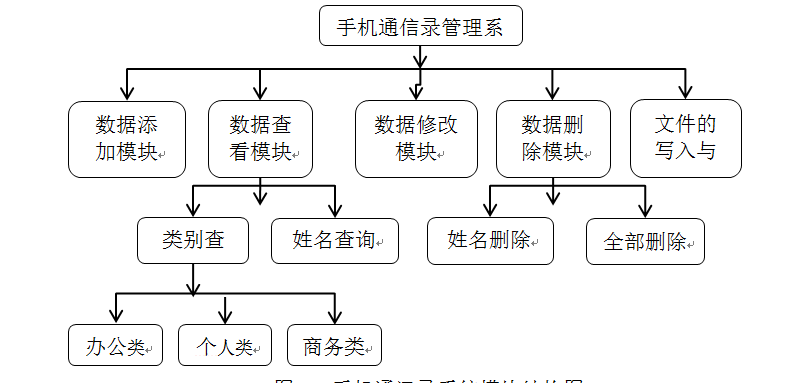 手机通信录管理系
数据添
加模块
数据查
看模块
数据修改
模块
数据删
除模块
文件的
写入与
类别查
姓名查询
姓名删除
全部删除
办公类
个人类
商务类